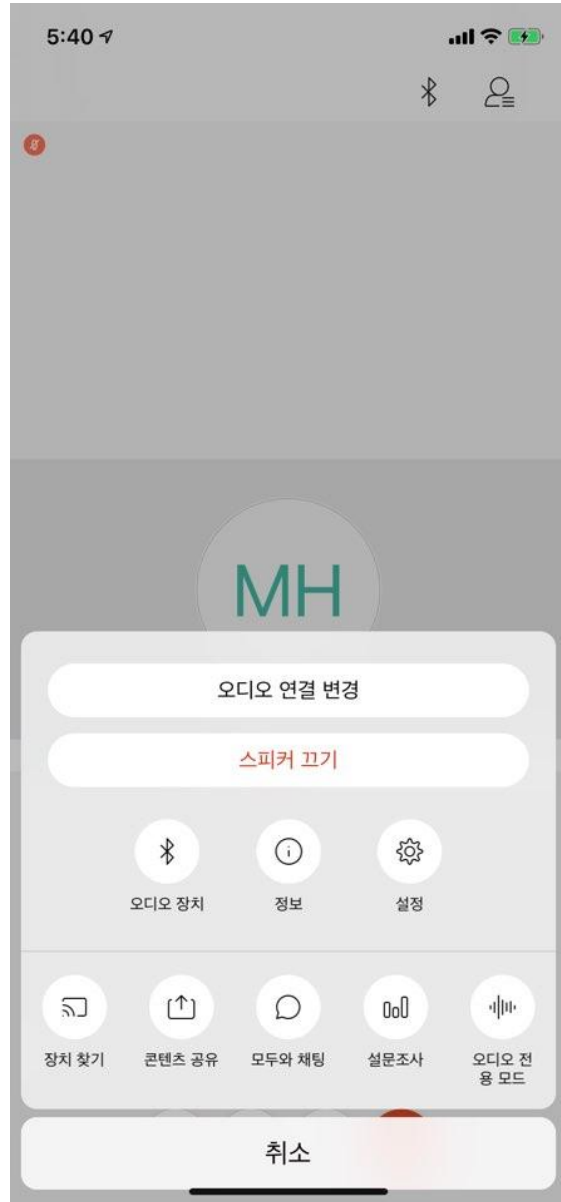 5:40
MH
오디오 연결 변경
스피커 끄기
오디오 장치
정보
설정
장치 찾기
콘텐츠 공유
모두와 채팅
설문조사
오디오 전
용 모드
취소